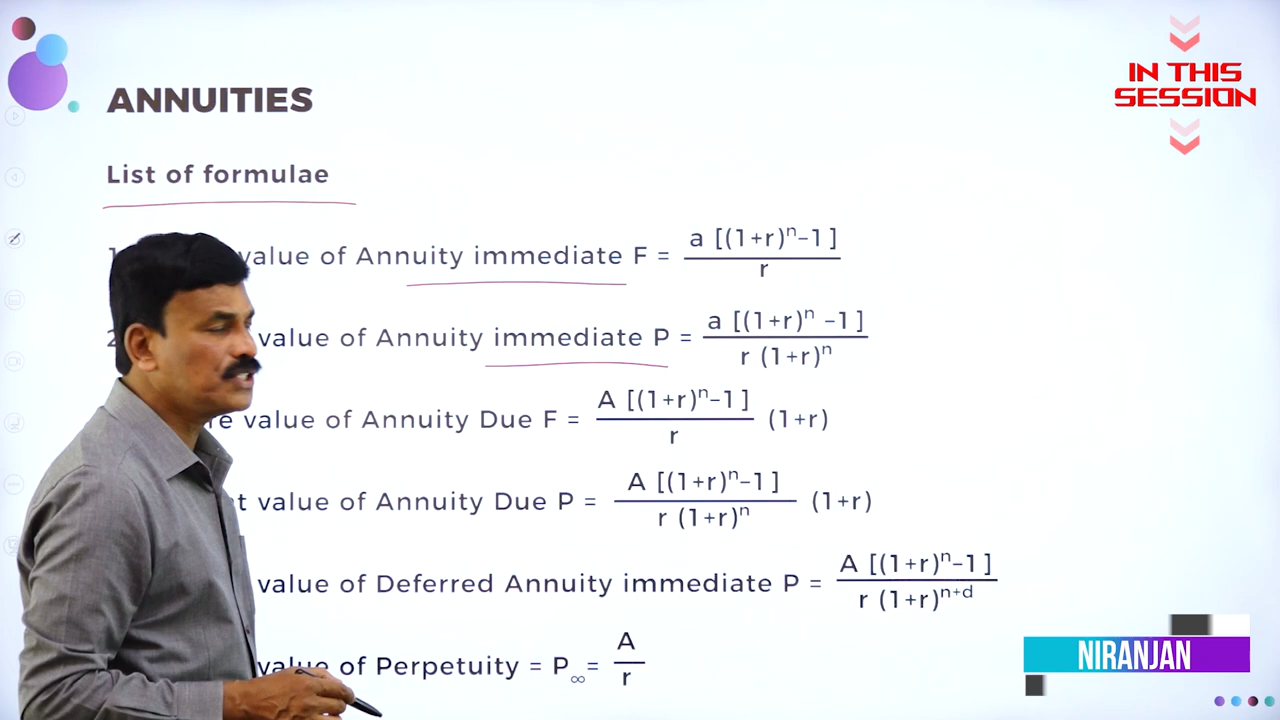 IN THIS
SESSION
ANNUITIES
List of formulae
value of Annuity immediate F = a [(1+r)ⁿ-1] / r
value of Annuity immediate P = a [(1+r)ⁿ -1] / r (1+r)ⁿ
value of Annuity Due F = A [(1+r)ⁿ-1] / r (1+r)
value of Annuity Due P = A [(1+r)ⁿ-1] / r (1+r)ⁿ (1+r)
value of Deferred Annuity immediate P = A [(1+r)ⁿ-1] / r (1+r)ⁿ⁺ᵈ
value of Perpetuity = P∞ = A / r
NIRANJAN